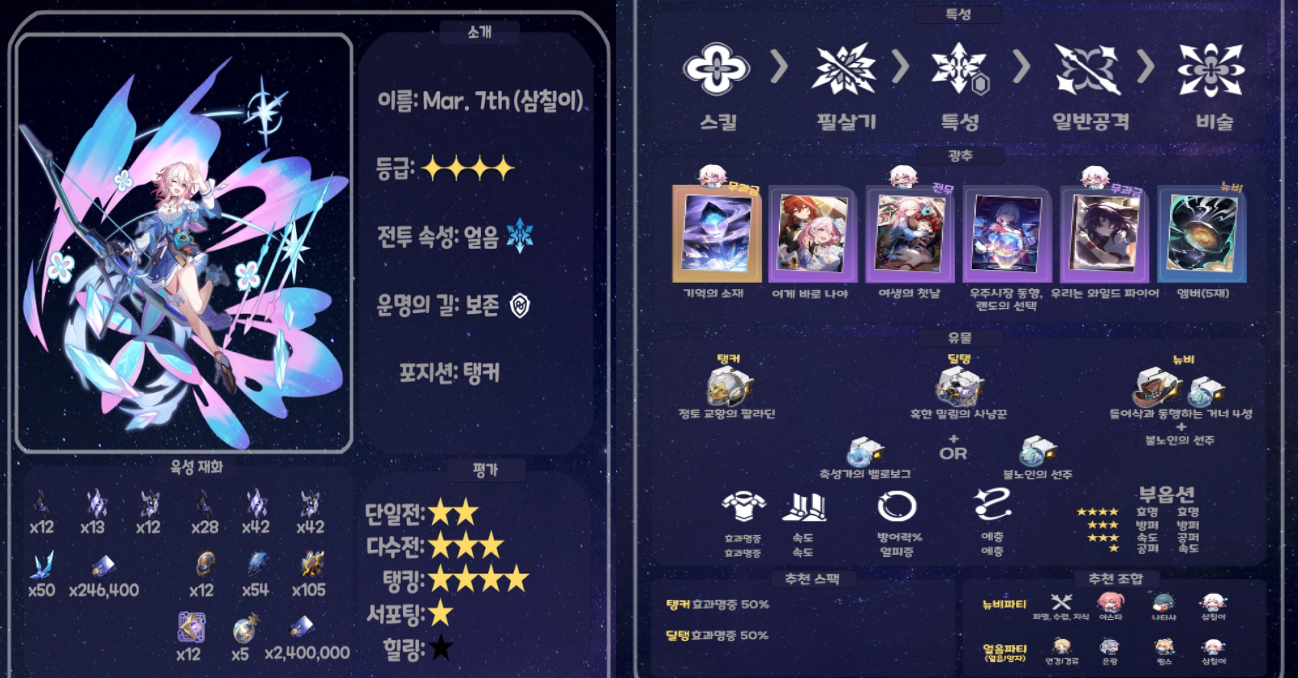 소개
이름: Mar. 7th (삼칠이)
등급:
전투 속성: 얼음
운명의 길: 보존
포지션: 탱커
육성 재화
x12 x13 x12 x28 x42 x42
x50 x246,400 x12 x54 x105
x12 x5 x2,400,000
평가
단일전:
다수전:
탱킹:
서포팅:
힐링:
특성
스킬 필살기 특성 일반공격 비술
광추
무과금 전무 무과금 뉴비
기억의 소재 이게 바로 나야 여생의 첫날 우주시장 동향, 우리는 와일드 파이어 엠버(5재)
랜도의 선택
유물
탱커 딜탱 뉴비
정토 교황의 팔라딘 혹한 밀림의 사냥꾼 들이삭과 동행하는 거너 4성
+ +
OR 불노인의 선주
축성가의 벨로보그 불노인의 선주
부옵션
효과명중 속도 방어력% 에충
효과명중 속도 얼피증 에충
효명 효명
방퍼 방퍼
속도 공퍼
공퍼 속도
추천 스팩
탱커 효과명중 50%
딜탱 효과명중 50%
추천 조합
뉴비파티 파멸, 수렵, 지식 아스타 나타샤 삼칠이
얼음파티 연경/경류 은랑 링스 삼칠이
(얼음/양자)